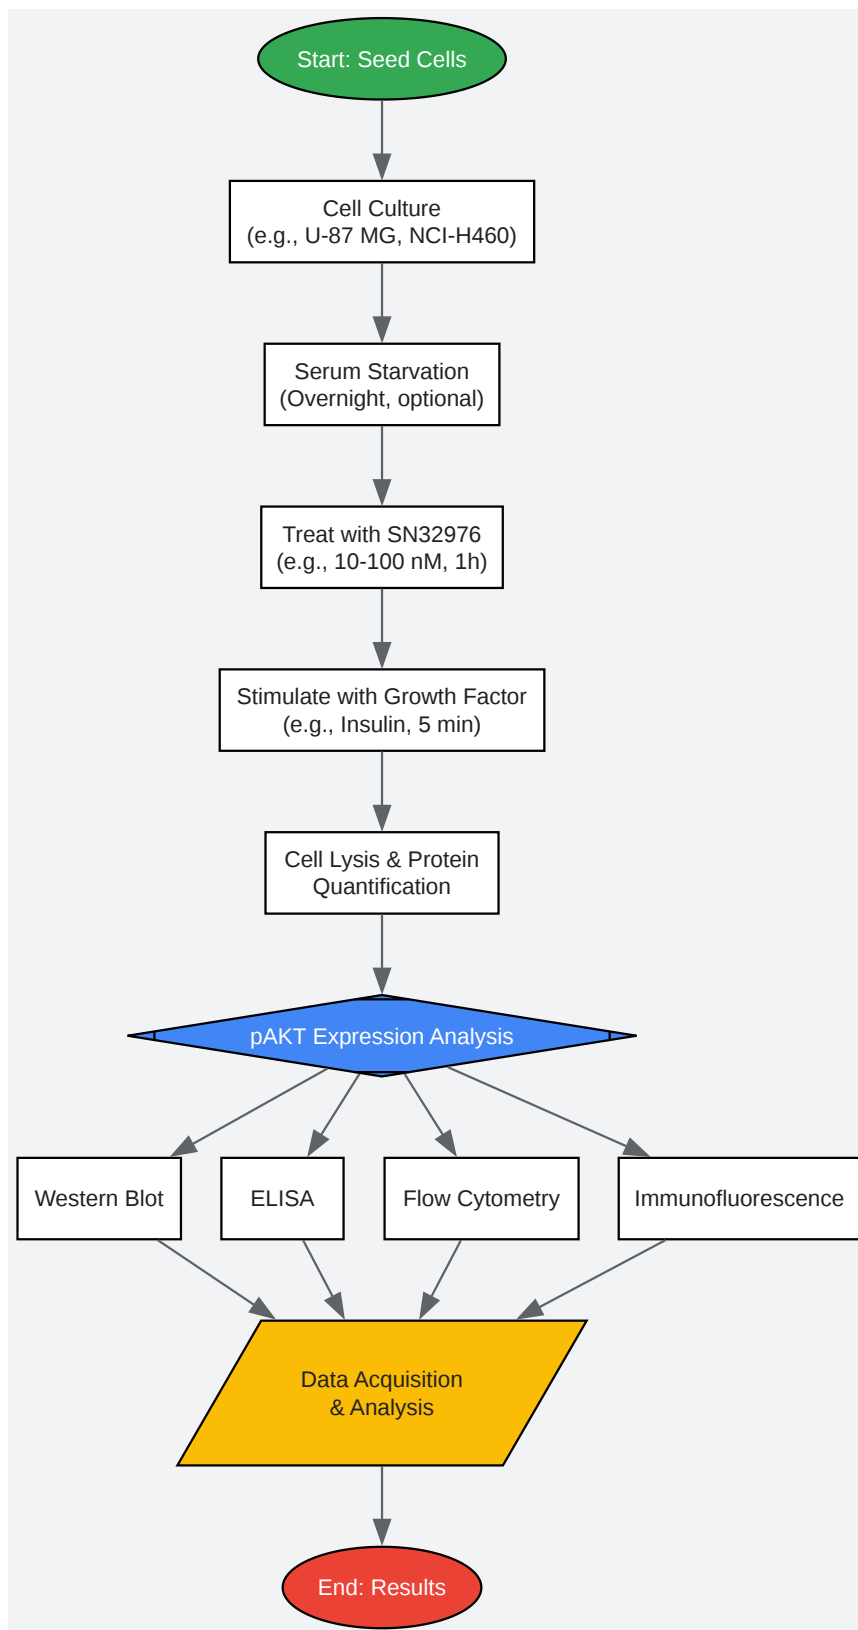 Start: Seed Cells
Cell Culture
(e.g., U-87 MG, NCI-H460)
Serum Starvation
(Overnight, optional)
Treat with SN32976
(e.g., 10-100 nM, 1h)
Stimulate with Growth Factor
(e.g., Insulin, 5 min)
Cell Lysis & Protein
Quantification
pAKT Expression Analysis
Western Blot
ELISA
Flow Cytometry
Immunofluorescence
Data Acquisition
& Analysis
End: Results